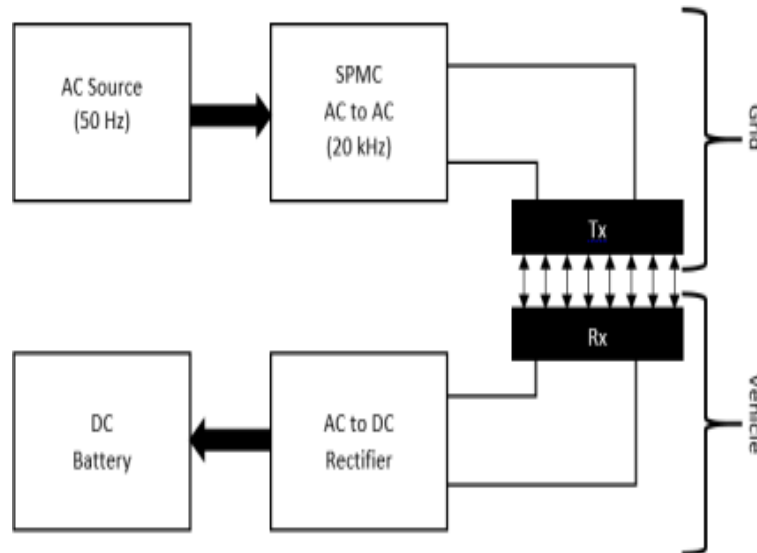 AC Source
(50 Hz)
SPMC
AC to AC
(20 kHz)
Grid
Tx
Rx
DC
Battery
AC to DC
Rectifier
Vehicle